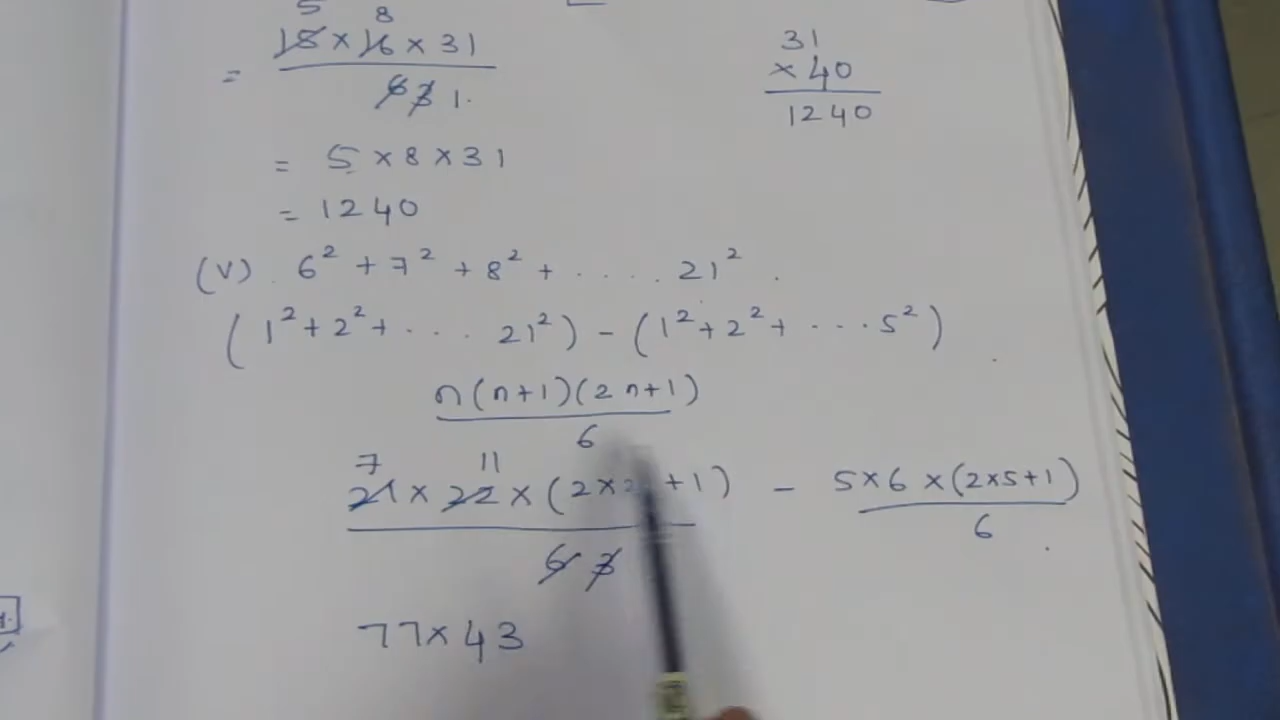 5 8
= 15 × 16 × 31
6 3 1.
= 5 × 8 × 31
= 1240
31
× 40
1240
(V). 6² + 7² + 8² + ..... 21².
(1² + 2² + ... 21²) - (1² + 2² + ... 5²)
n(n+1)(2n+1)
6
7 11
21 × 22 × (2×2 +1) - 5×6 ×(2×5+1)
6 3 6
77× 43